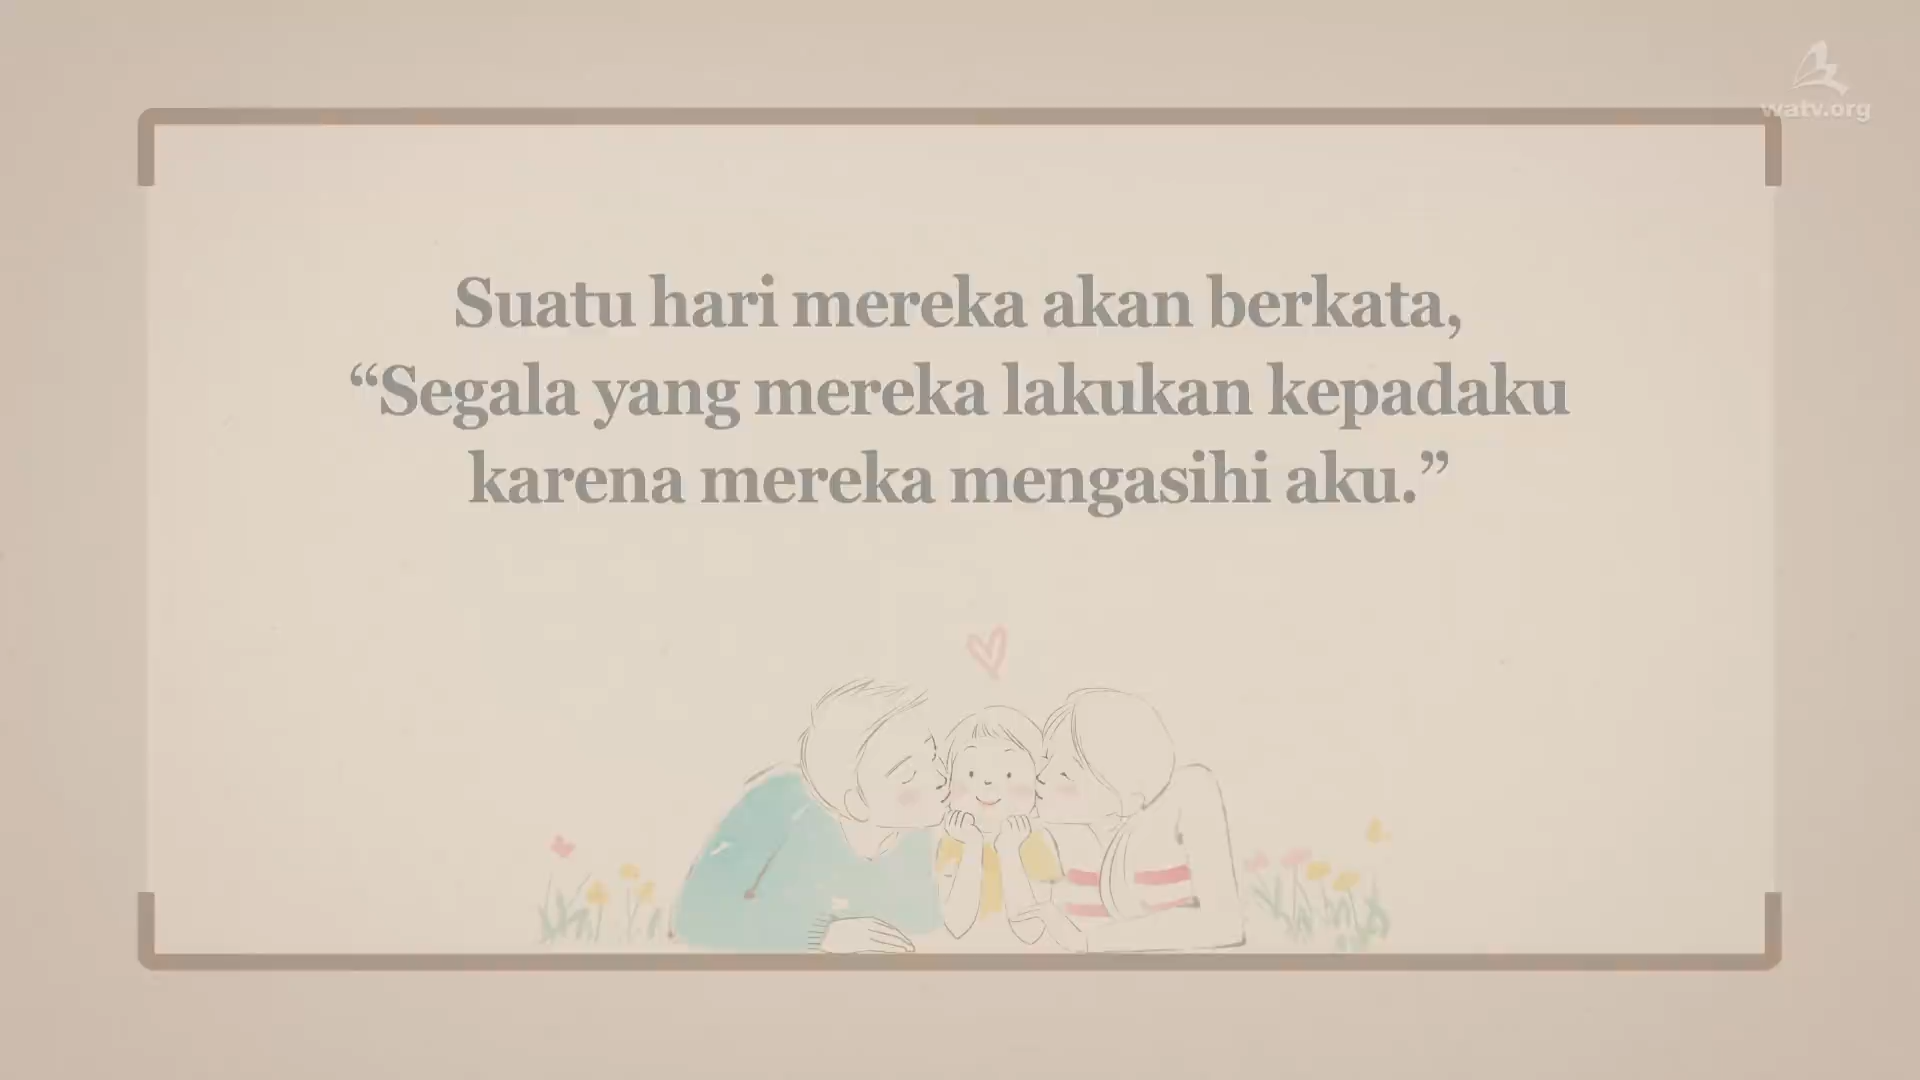 watv.org
Suatu hari mereka akan berkata,
“Segala yang mereka lakukan kepadaku
karena mereka mengasihi aku.”